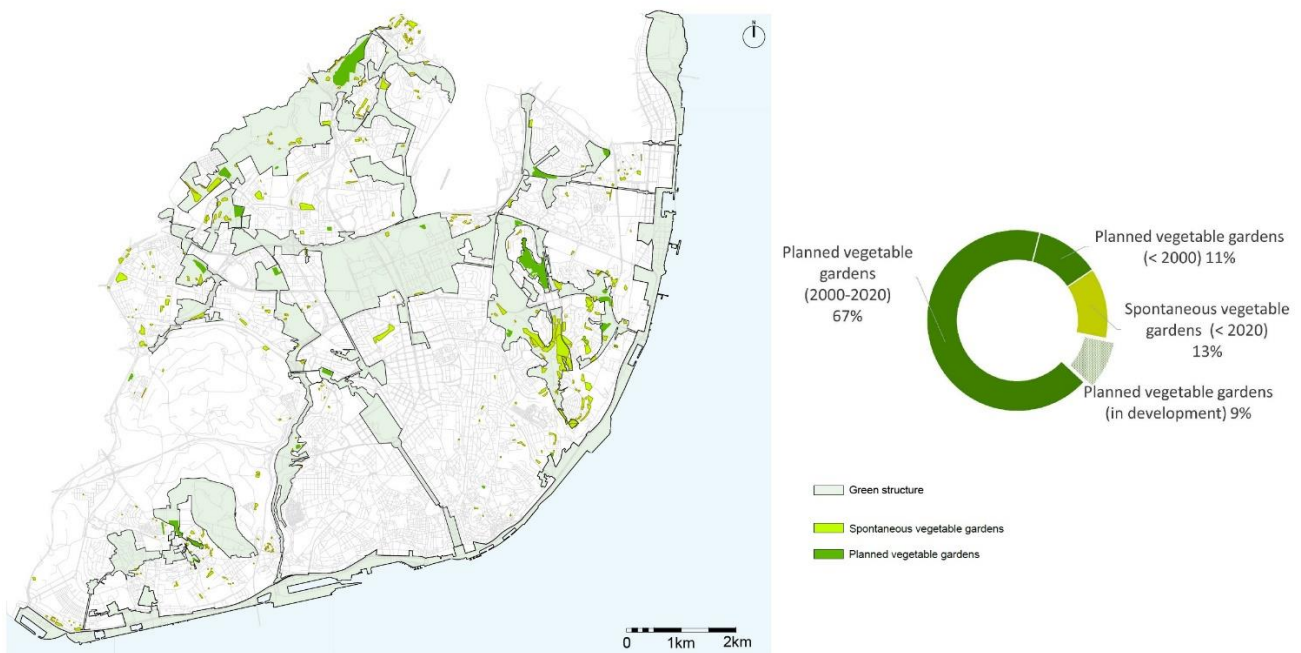 N
0 1km 2km
Planned vegetable
gardens
(2000-2020)
67%
Planned vegetable gardens
(< 2000) 11%
Spontaneous vegetable
gardens (< 2020)
13%
Planned vegetable gardens
(in development) 9%
Green structure
Spontaneous vegetable gardens
Planned vegetable gardens